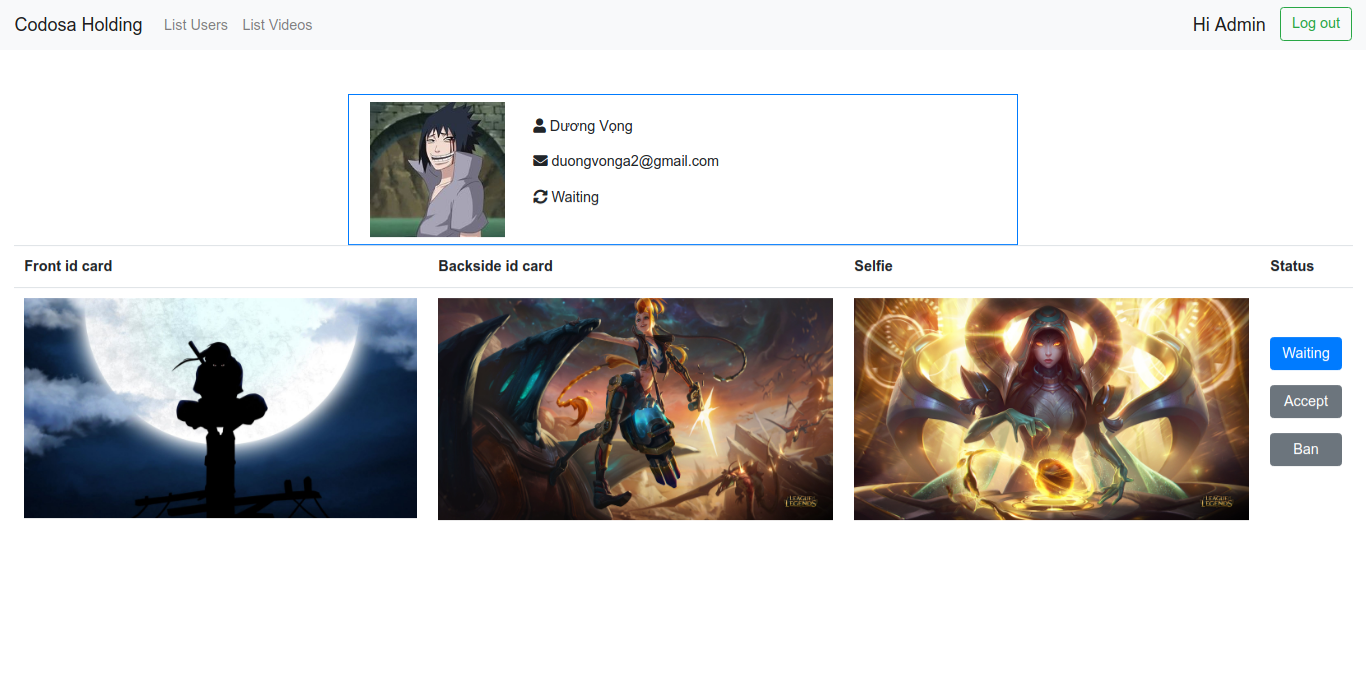 Codosa Holding List Users List Videos Hi Admin Log out
Dương Vọng
duongvonga2@gmail.com
Waiting
Front id card Backside id card Selfie Status
Waiting
Accept
Ban
LEAGUE OF LEGENDS
LEAGUE OF LEGENDS